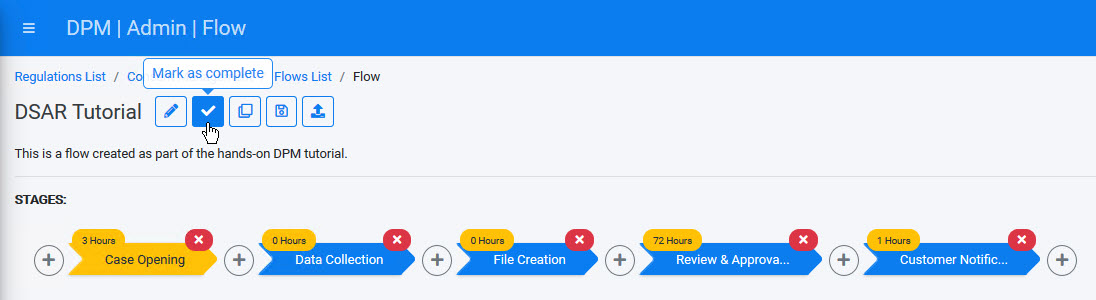 DPM | Admin | Flow
Mark as complete
Regulations List / Co Flows List / Flow
DSAR Tutorial
This is a flow created as part of the hands-on DPM tutorial.
STAGES:
3 Hours 0 Hours 0 Hours 72 Hours 1 Hours
Case Opening Data Collection File Creation Review & Approva... Customer Notific...